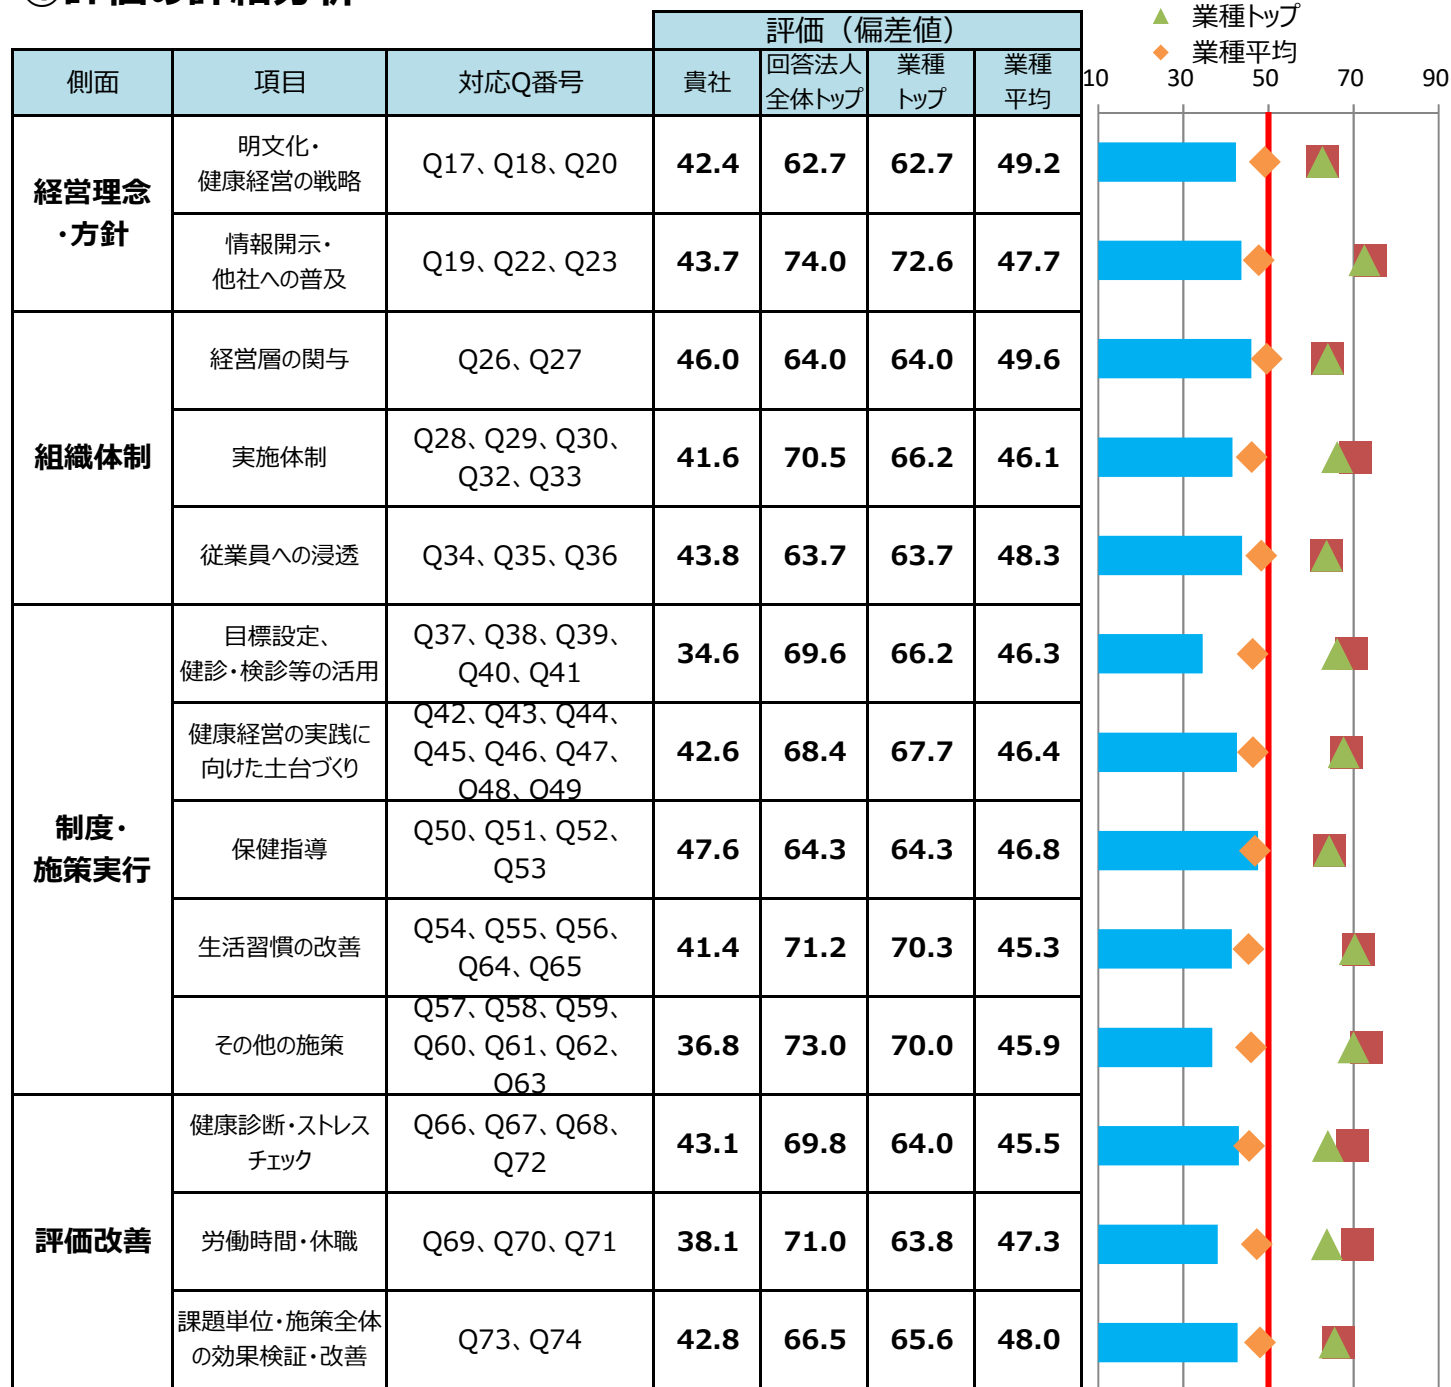 ①評価の詳細分析
評価（偏差値）
側面 項目 対応Q番号 貴社 回答法人全体トップ 業種トップ 業種平均
▲ 業種トップ
◆ 業種平均
10 30 50 70 90
経営理念
・方針
明文化・
健康経営の戦略
Q17、Q18、Q20
42.4 62.7 62.7 49.2
情報開示・
他社への普及
Q19、Q22、Q23
43.7 74.0 72.6 47.7
組織体制
経営層の関与
Q26、Q27
46.0 64.0 64.0 49.6
実施体制
Q28、Q29、Q30、
Q32、Q33
41.6 70.5 66.2 46.1
従業員への浸透
Q34、Q35、Q36
43.8 63.7 63.7 48.3
制度・
施策実行
目標設定、
健診・検診等の活用
Q37、Q38、Q39、
Q40、Q41
34.6 69.6 66.2 46.3
健康経営の実践に
向けた土台づくり
Q42、Q43、Q44、
Q45、Q46、Q47、
Q48、Q49
42.6 68.4 67.7 46.4
保健指導
Q50、Q51、Q52、
Q53
47.6 64.3 64.3 46.8
生活習慣の改善
Q54、Q55、Q56、
Q64、Q65
41.4 71.2 70.3 45.3
その他の施策
Q57、Q58、Q59、
Q60、Q61、Q62、
Q63
36.8 73.0 70.0 45.9
評価改善
健康診断・ストレス
チェック
Q66、Q67、Q68、
Q72
43.1 69.8 64.0 45.5
労働時間・休職
Q69、Q70、Q71
38.1 71.0 63.8 47.3
課題単位・施策全体
の効果検証・改善
Q73、Q74
42.8 66.5 65.6 48.0